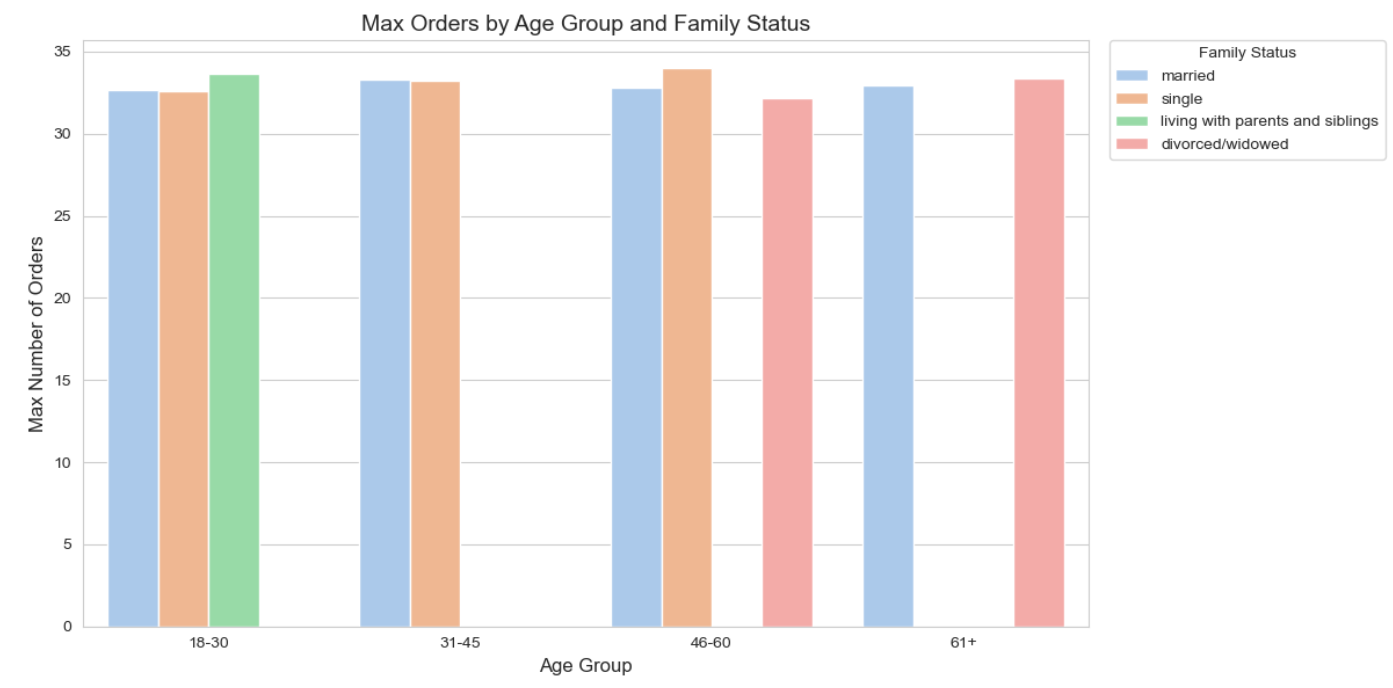 Max Orders by Age Group and Family Status
Family Status
married
single
living with parents and siblings
divorced/widowed
Max Number of Orders
35
30
25
20
15
10
5
0
18-30
31-45
46-60
61+
Age Group